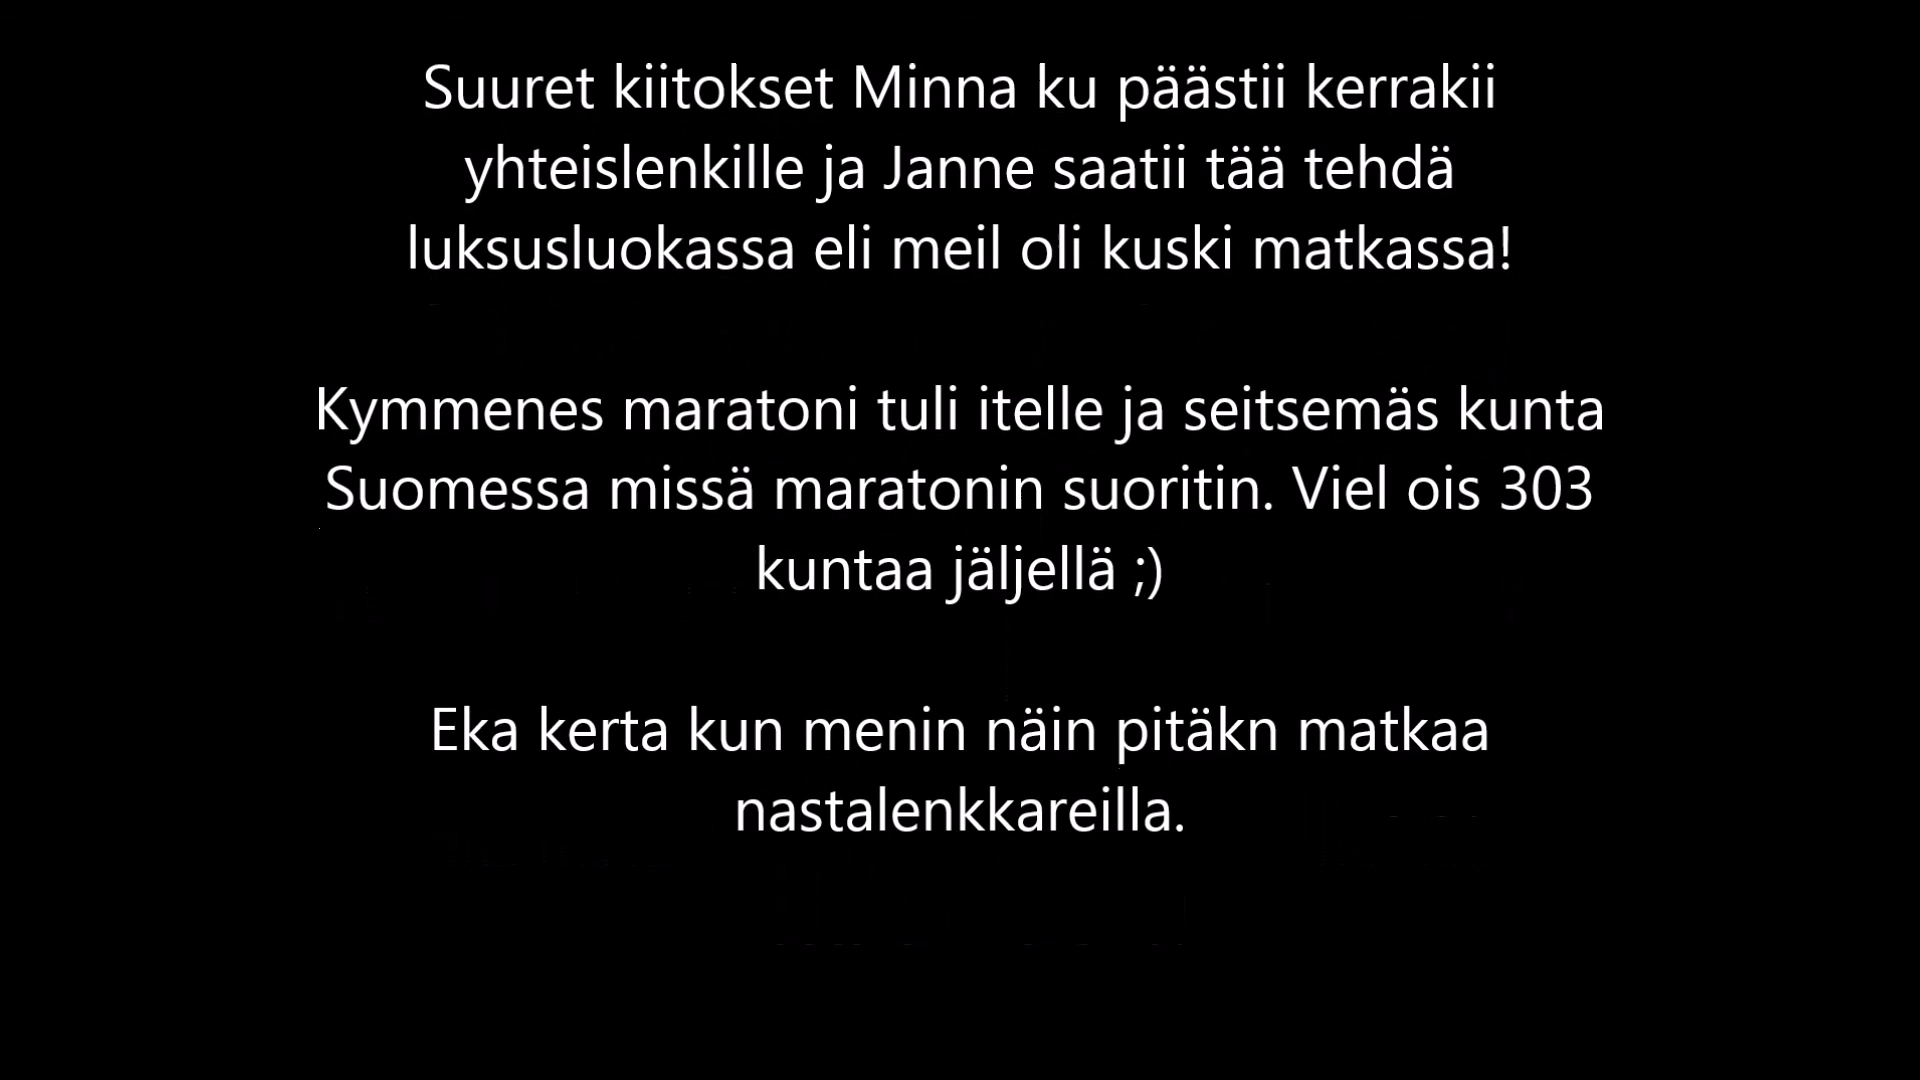 Suuret kiitokset Minna ku päästii kerrakii
yhteislenkille ja Janne saatii tää tehdä
luksusluokassa eli meil oli kuski matkassa!
Kymmenes maratoni tuli itelle ja seitsemäs kunta
Suomessa missä maratonin suoritin. Viel ois 303
kuntaa jäljellä ;)
Eka kerta kun menin näin pitäkn matkaa
nastalenkkareilla.